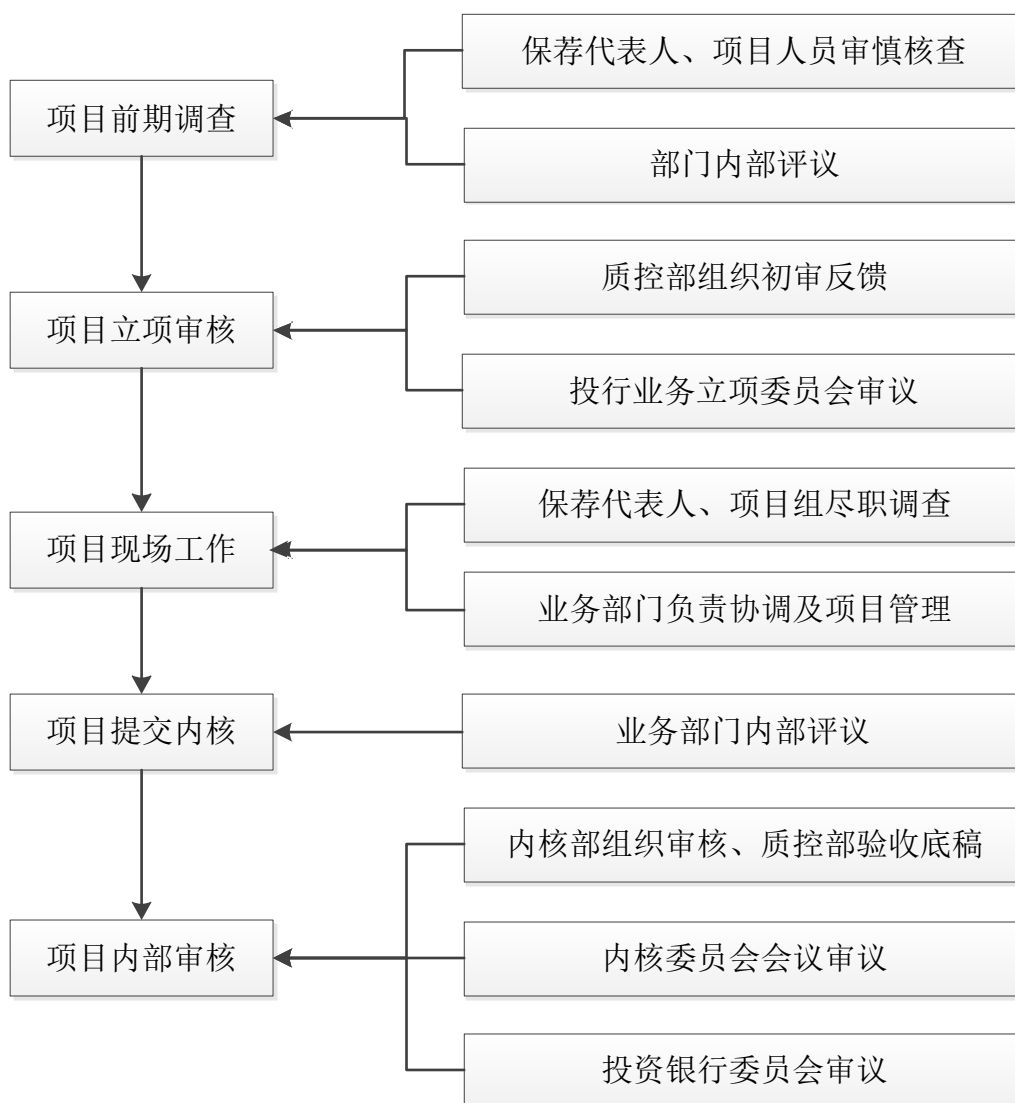 保荐代表人、项目人员审慎核查
项目前期调查
部门内部评议
质控部组织初审反馈
项目立项审核
投行业务立项委员会审议
保荐代表人、项目组尽职调查
项目现场工作
业务部门负责协调及项目管理
项目提交内核
业务部门内部评议
内核部组织审核、质控部验收底稿
项目内部审核
内核委员会会议审议
投资银行委员会审议